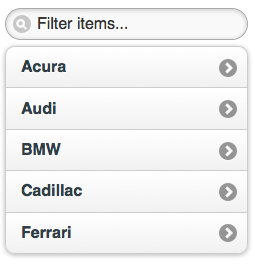 Filter items...
Acura
Audi
BMW
Cadillac
Ferrari